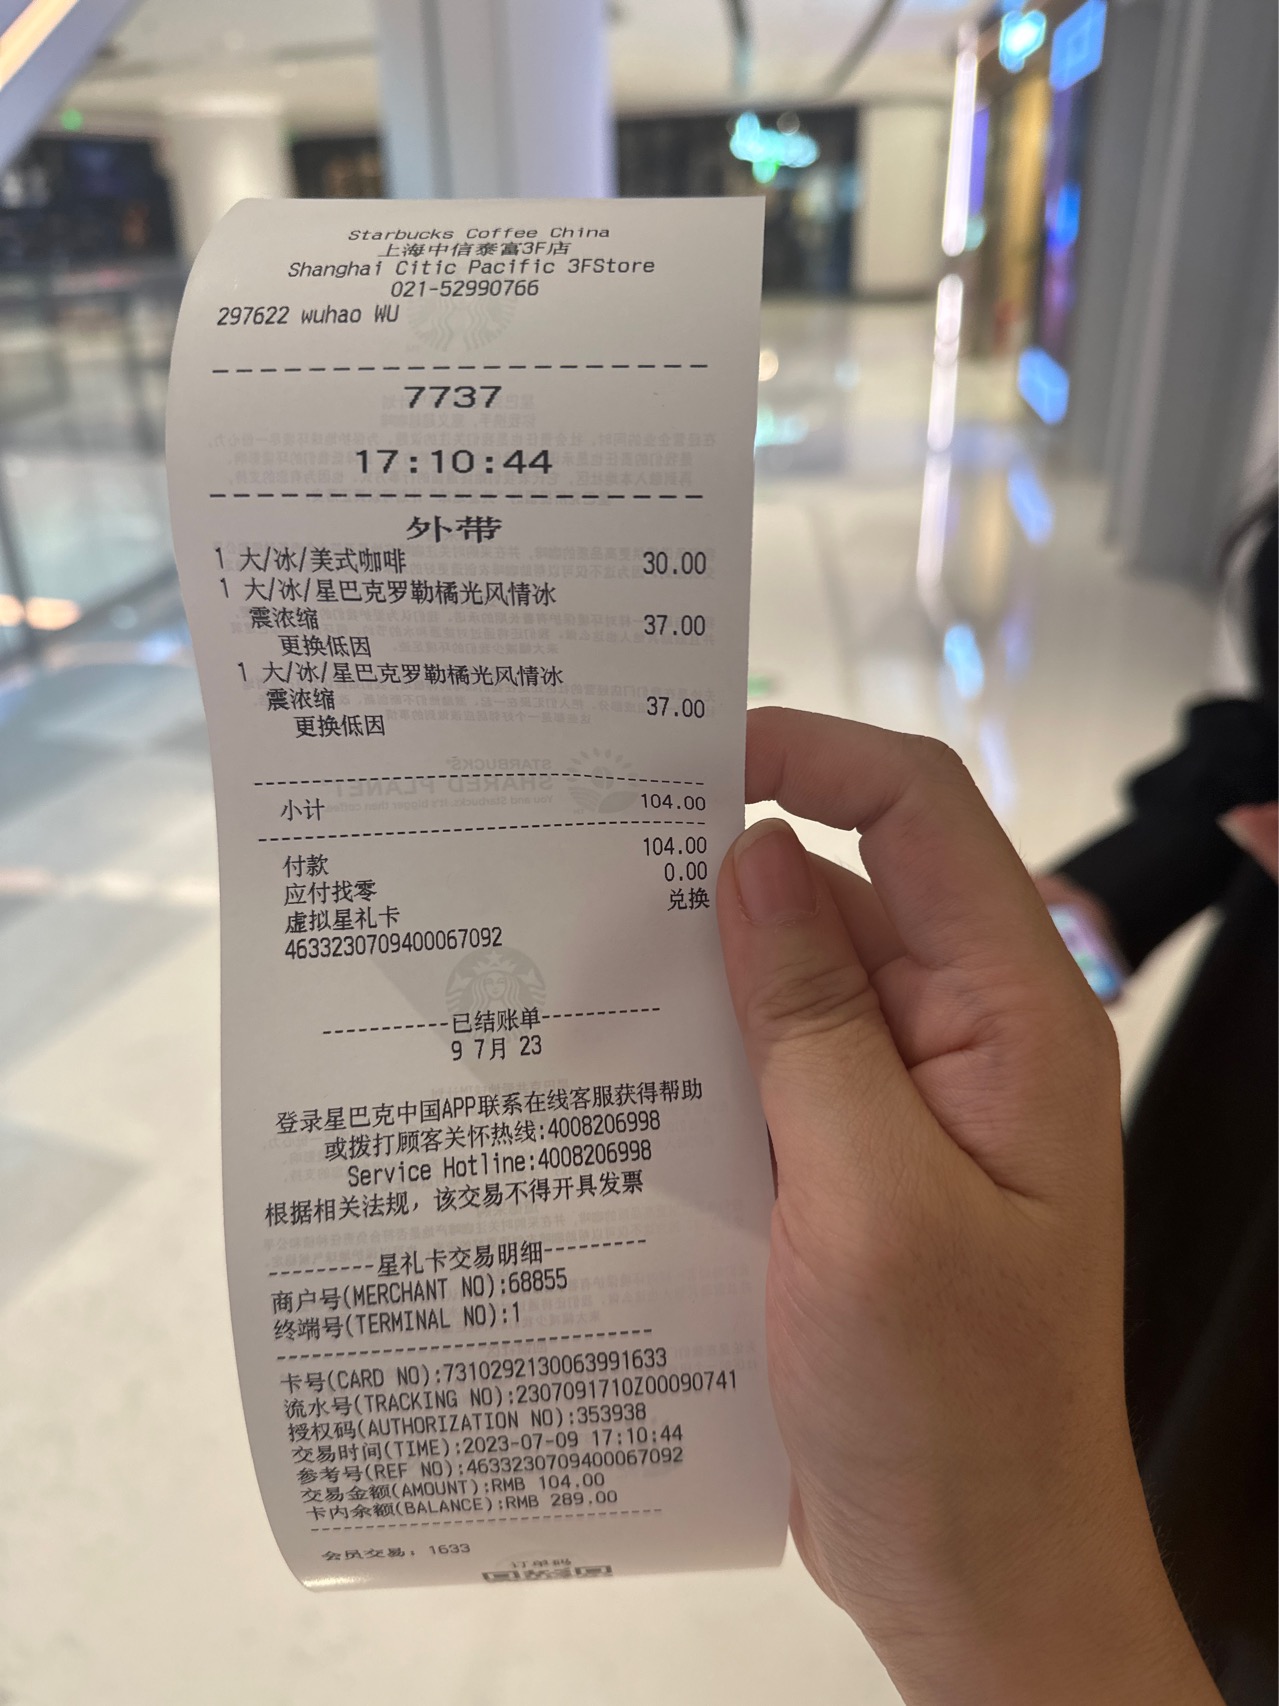 Starbucks Coffee China
上海中信泰富3F店
Shanghai Citic Pacific 3FStore
021-52990766
297622 wuhao WU
7737
17:10:44
外带
1 大/冰/美式咖啡 30.00
1 大/冰/星巴克罗勒橘光风情冰
震浓缩 37.00
更换低因
1 大/冰/星巴克罗勒橘光风情冰
震浓缩 37.00
更换低因
小计 104.00
付款 104.00
应付找零 0.00
虚拟星礼卡 兑换
4633230709400067092
-----------已结账单-----------
9 7月 23
登录星巴克中国APP联系在线客服获得帮助
或拨打顾客关怀热线:4008206998
Service Hotline:4008206998
根据相关法规，该交易不得开具发票
---------星礼卡交易明细---------
商户号(MERCHANT NO):68855
终端号(TERMINAL NO):1
卡号(CARD NO):7310292130063991633
流水号(TRACKING NO):2307091710Z00090741
授权码(AUTHORIZATION NO):353938
交易时间(TIME):2023-07-09 17:10:44
参考号(REF NO):4633230709400067092
交易金额(AMOUNT):RMB 104.00
卡内余额(BALANCE):RMB 289.00
会员交易: 1633
订单码